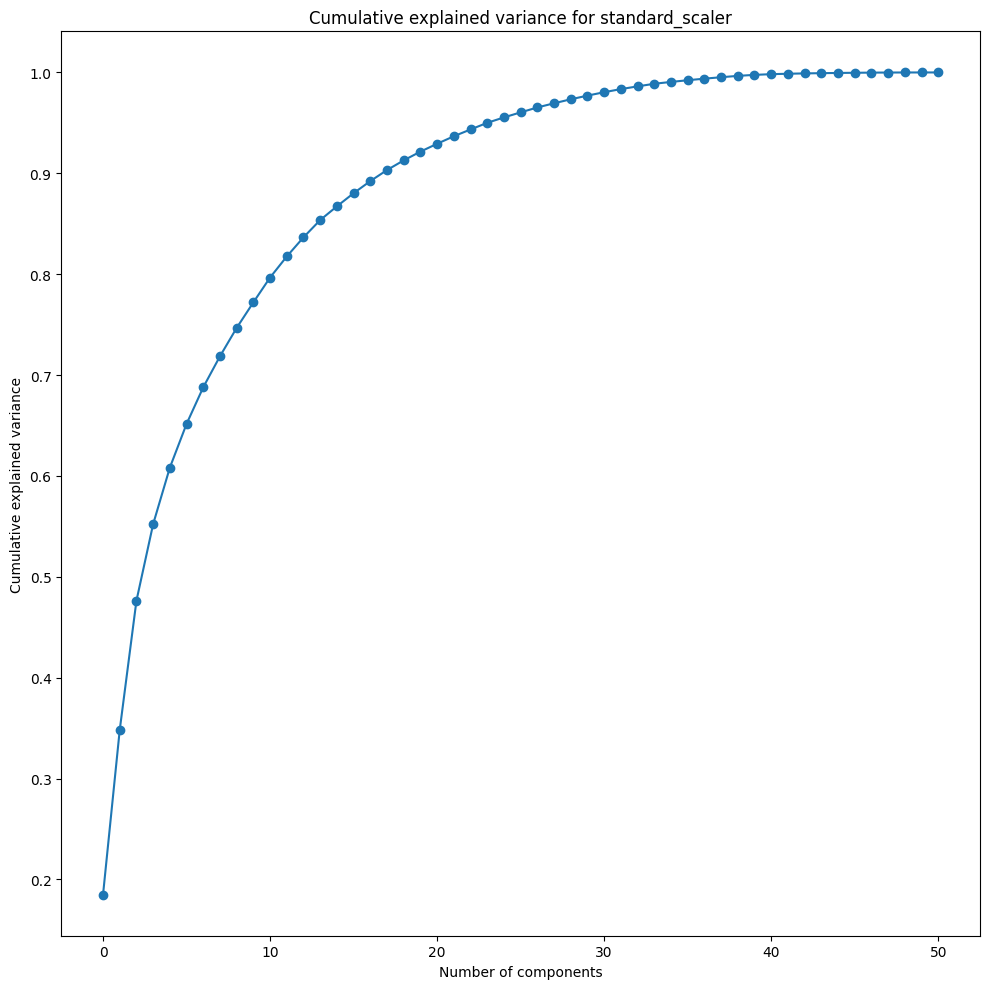 Cumulative explained variance for standard_scaler
Cumulative explained variance
1.0
0.9
0.8
0.7
0.6
0.5
0.4
0.3
0.2
0 10 20 30 40 50
Number of components